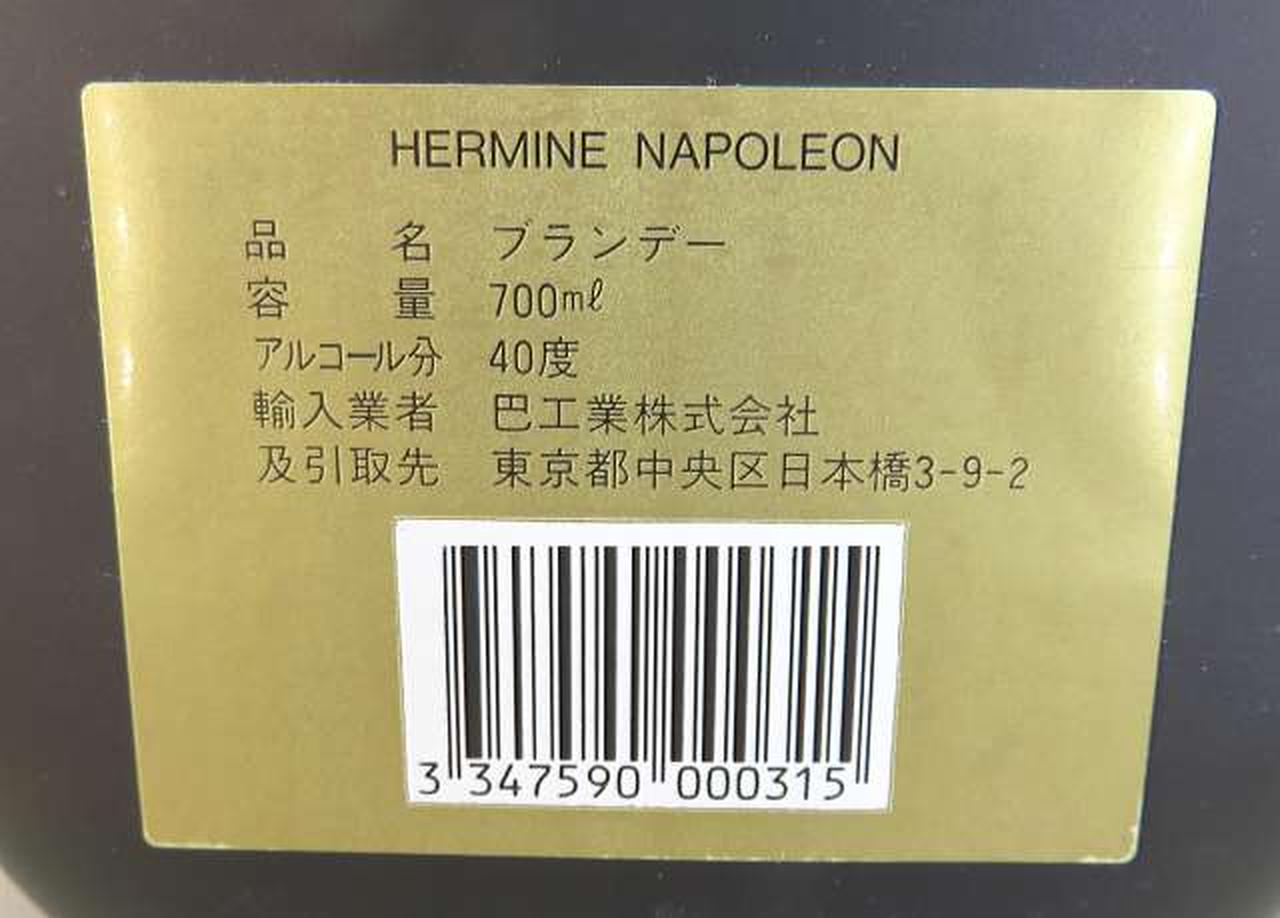 HERMINE NAPOLEON
品名 ブランデー
容量 700mℓ
アルコール分 40度
輸入業者 巴工業株式会社
及引取先 東京都中央区日本橋3-9-2
3 347590 000315